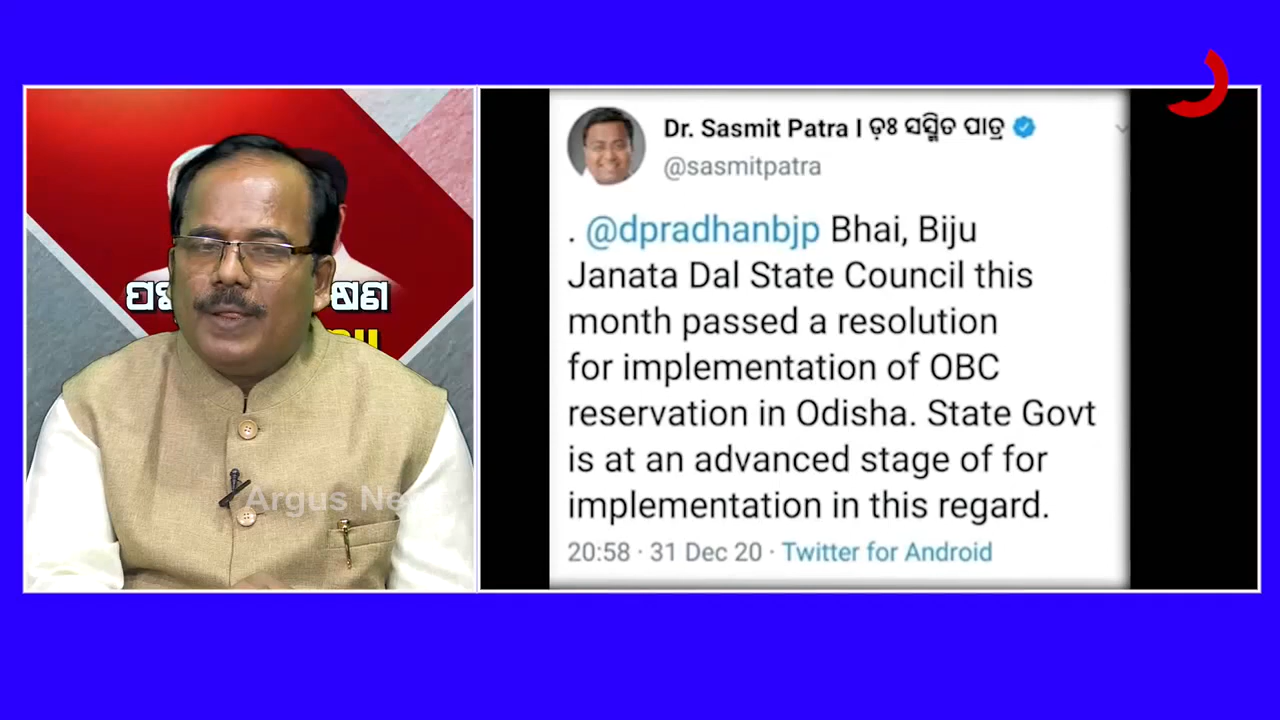 Argus
Dr. Sasmit Patra I ଡ଼ଃ ସସ୍ମିତ ପାତ୍ର
@sasmitpatra
. @dpradhanbjp Bhai, Biju
Janata Dal State Council this
month passed a resolution
for implementation of OBC
reservation in Odisha. State Govt
is at an advanced stage of for
implementation in this regard.
20:58 · 31 Dec 20 · Twitter for Android